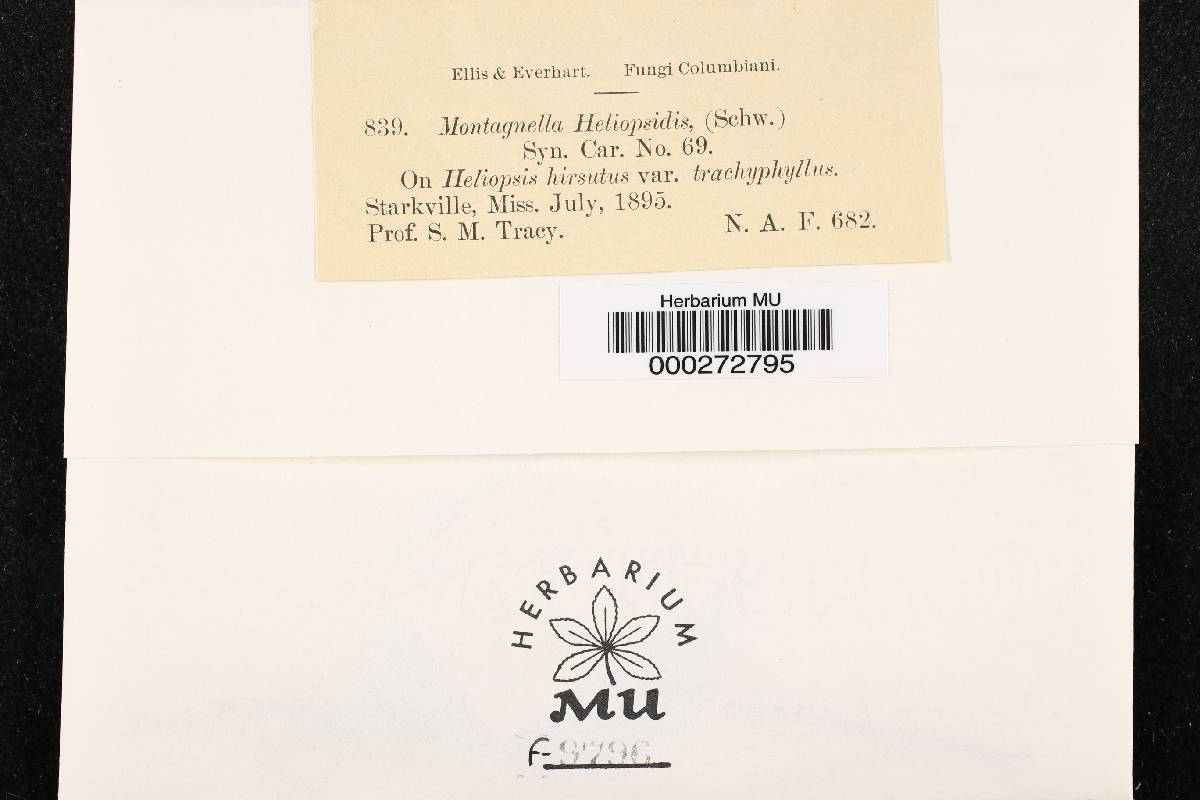 Ellis & Everhart. Fungi Columbiani.
839. Montagnella Heliopsidis, (Schw.)
Syn. Car. No. 69.
On Heliopsis hirsutus var. trachyphyllus.
Starkville, Miss. July, 1895.
Prof. S. M. Tracy. N. A. F. 682.
Herbarium MU
000272795
HERBARIUM
MU
F-9796